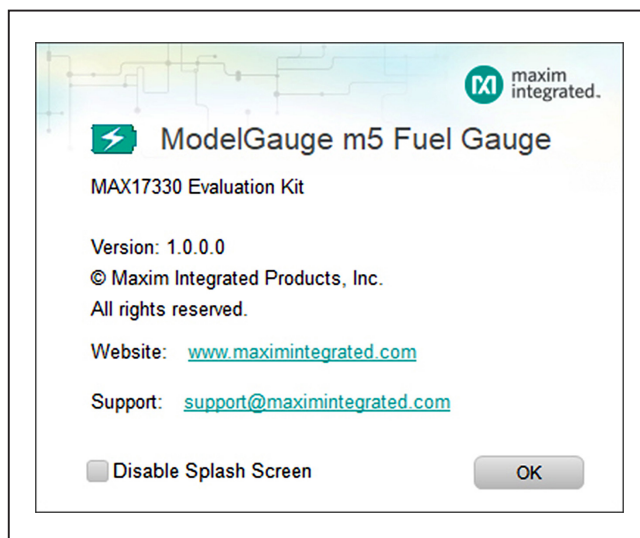 maxim
integrated™
ModelGauge m5 Fuel Gauge
MAX17330 Evaluation Kit
Version: 1.0.0.0
© Maxim Integrated Products, Inc.
All rights reserved.
Website: www.maximintegrated.com
Support: support@maximintegrated.com
Disable Splash Screen OK